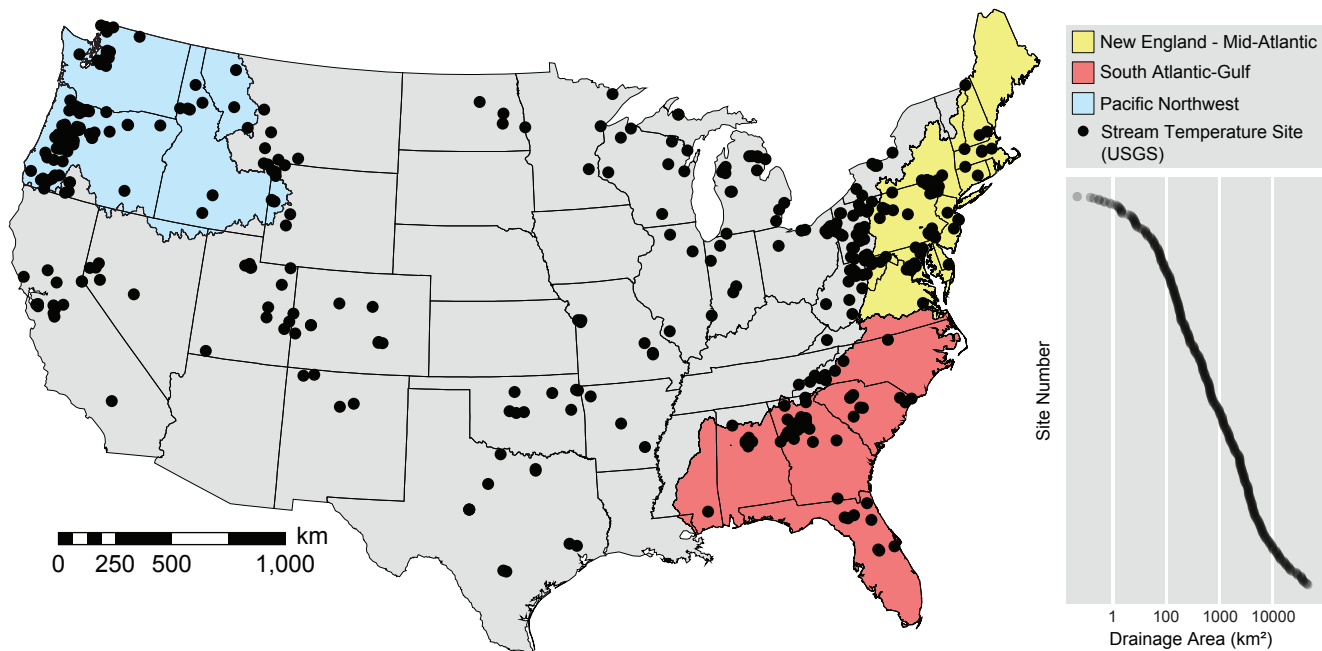 New England - Mid-Atlantic
South Atlantic-Gulf
Pacific Northwest
Stream Temperature Site
(USGS)
km
0 250 500 1,000
Site Number
1 100 1000 10000
Drainage Area (km²)